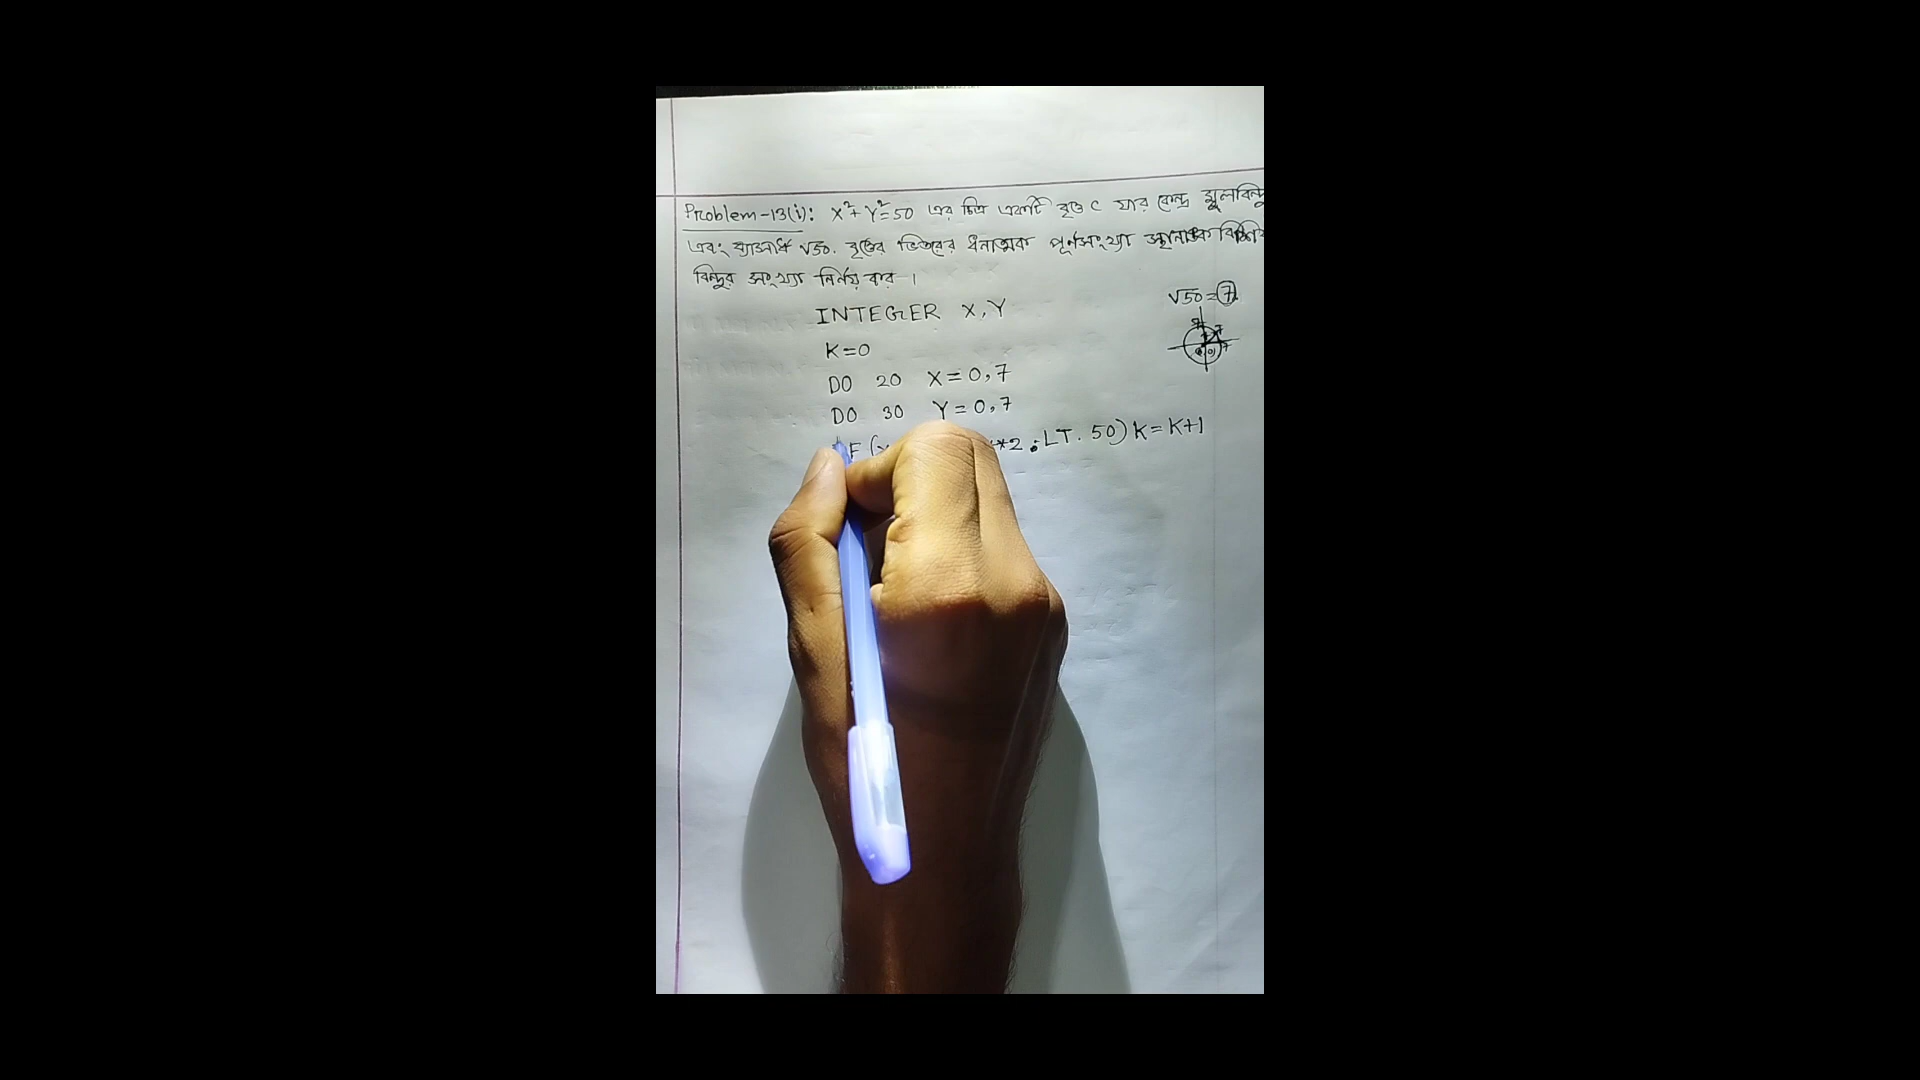 Problem-13(i): X²+Y²=50 এর চিত্র একটি বৃত্ত C যার কেন্দ্র মূলবিন্দু
এবং ব্যাসার্ধ √50. বৃত্তের ভিতরের ধনাত্মক পূর্ণসংখ্যা স্থানাঙ্ক
বিন্দুর সংখ্যা নির্ণয় কর।
√50=7
INTEGER X,Y
K=0
DO 20 X=0,7
DO 30 Y=0,7
IF (X **2 .LT. 50) K=K+1